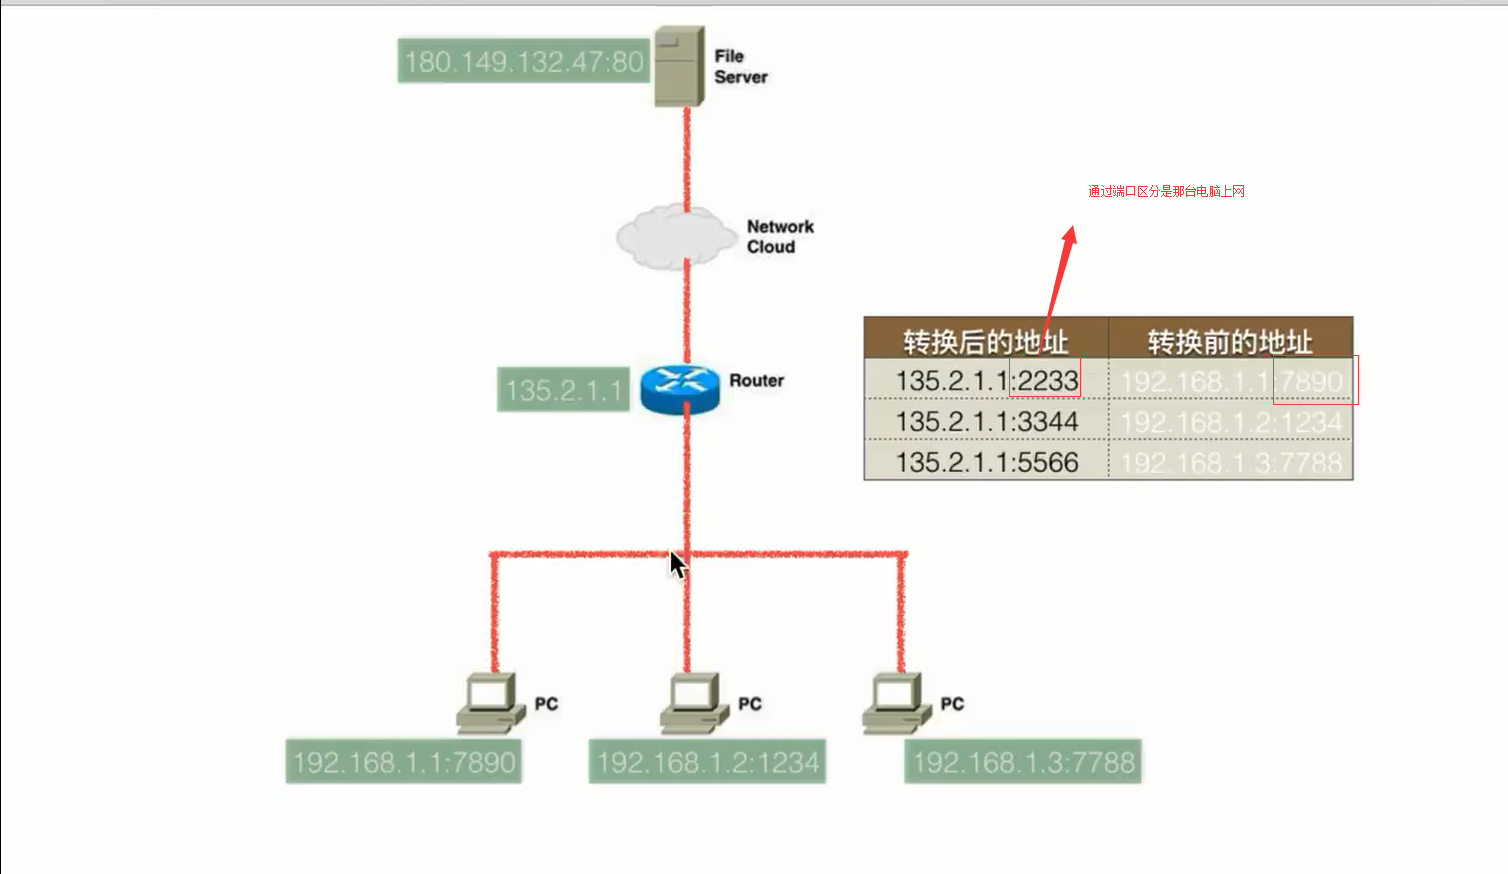 180.149.132.47:80
File
Server
Network
Cloud
通过端口区分是那台电脑上网
135.2.1.1
Router
转换后的地址 转换前的地址
135.2.1.1:2233 192.168.1.1:7890
135.2.1.1:3344 192.168.1.2:1234
135.2.1.1:5566 192.168.1.3:7788
PC
PC
PC
192.168.1.1:7890
192.168.1.2:1234
192.168.1.3:7788